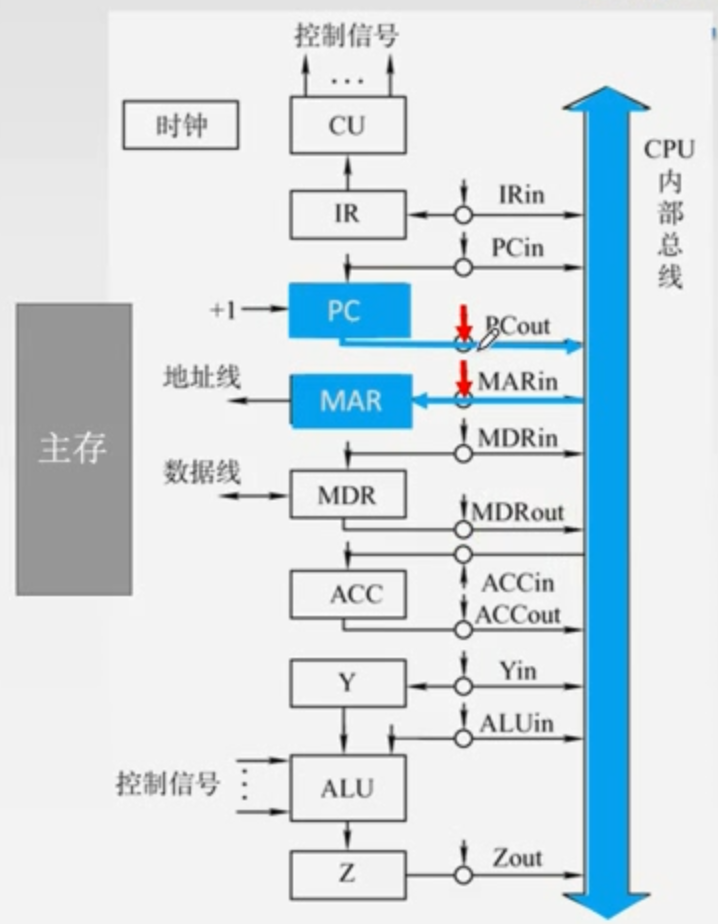 控制信号
...
时钟
CU
CPU
内
部
总
线
IR
IRin
PCin
+1
PC
PCout
地址线
MAR
MARin
主存
MDRin
数据线
MDR
MDRout
ACC
ACCin
ACCout
Y
Yin
ALUin
控制信号
ALU
Z
Zout